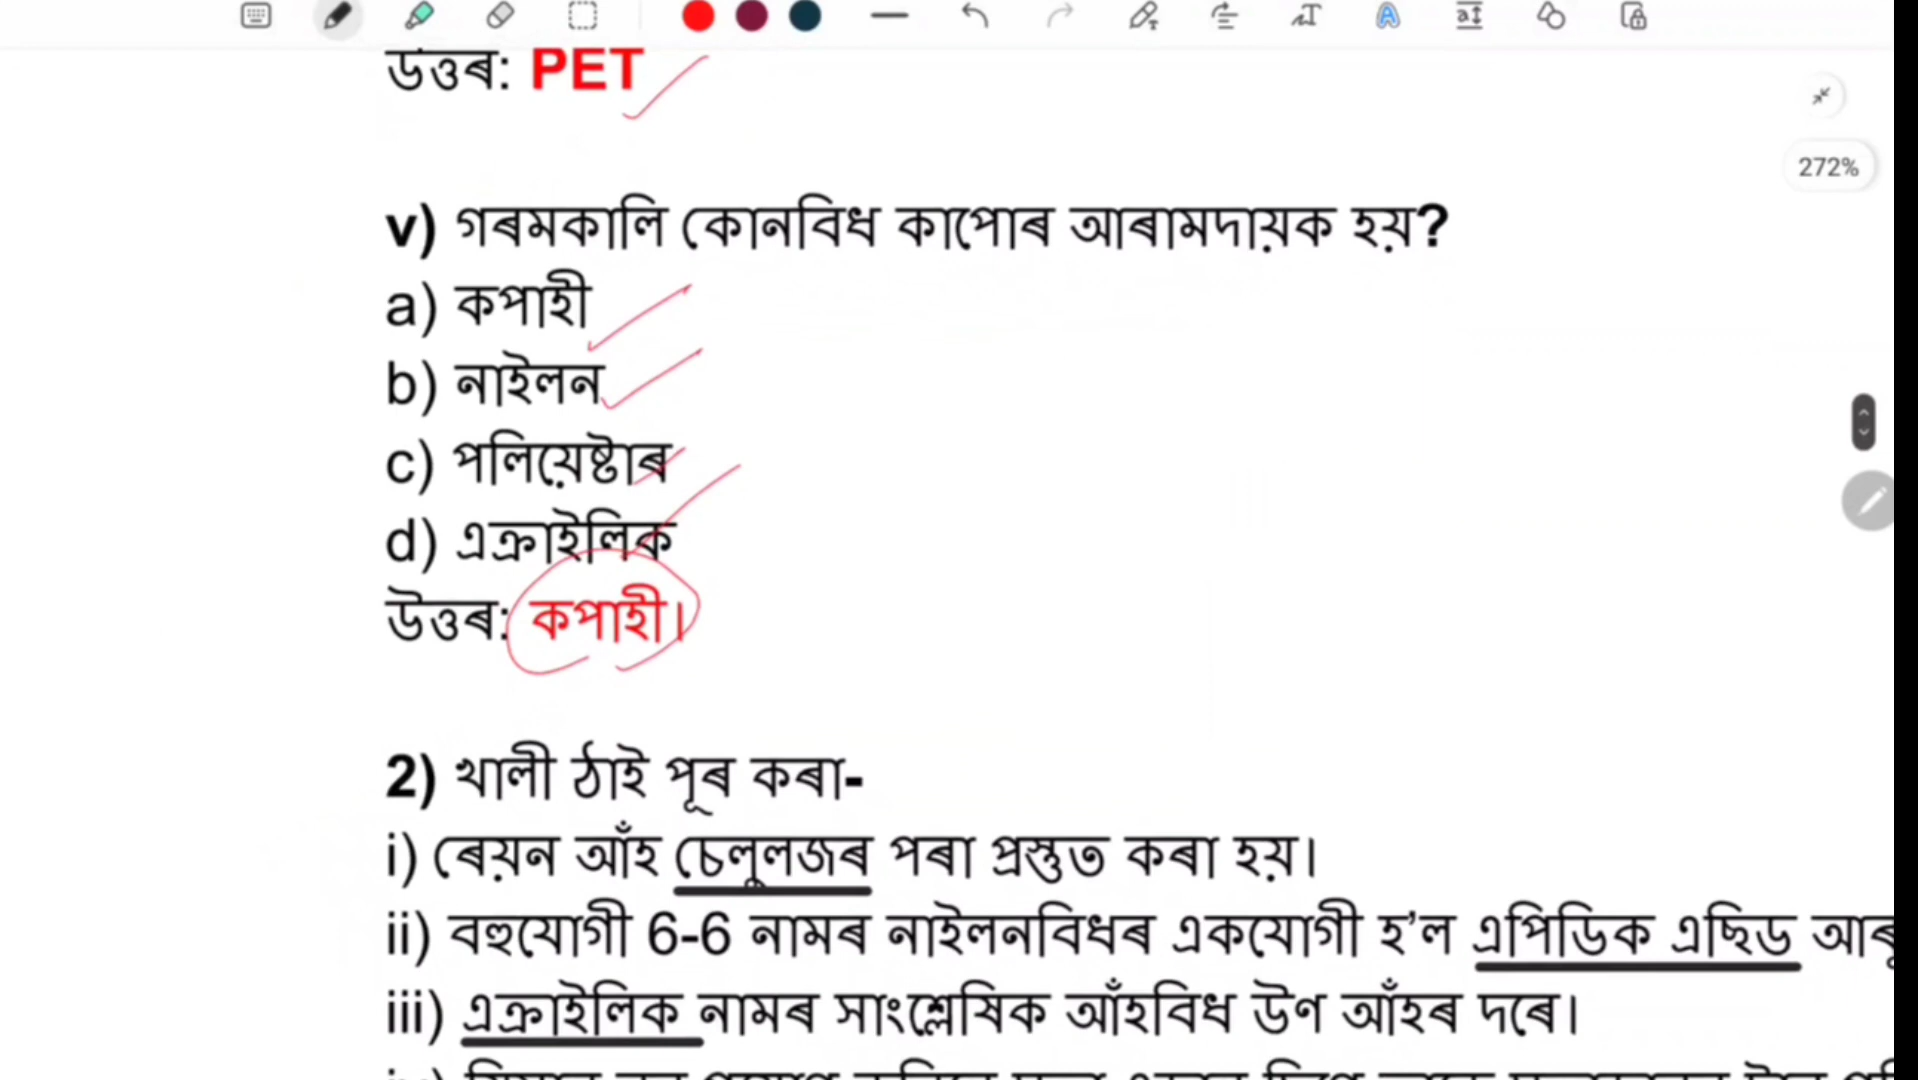 উত্তৰ: PET
272%
v) গৰমকালি কোনবিধ কাপোৰ আৰামদায়ক হয়?
a) কপাহী
b) নাইলন
c) পলিয়েষ্টাৰ
d) এক্ৰাইলিক
উত্তৰ: কপাহী।
2) খালী ঠাই পূৰ কৰা-
i) ৰেয়ন আঁহ চেলুলজৰ পৰা প্ৰস্তুত কৰা হয়।
ii) বহুযোগী 6-6 নামৰ নাইলনবিধৰ একযোগী হ’ল এপিডিক এছিড আৰু
iii) এক্ৰাইলিক নামৰ সাংশ্লেষিক আঁহবিধ উণ আঁহৰ দৰে।